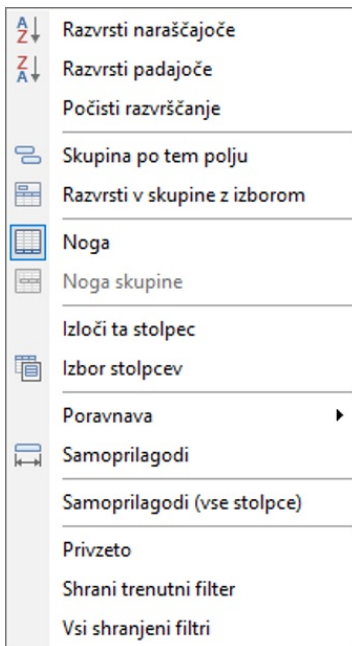 Razvrsti naraščajoče
Razvrsti padajoče
Počisti razvrščanje
Skupina po tem polju
Razvrsti v skupine z izborom
Noga
Noga skupine
Izloči ta stolpec
Izbor stolpcev
Poravnava
Samoprilagodi
Samoprilagodi (vse stolpce)
Privzeto
Shrani trenutni filter
Vsi shranjeni filtri